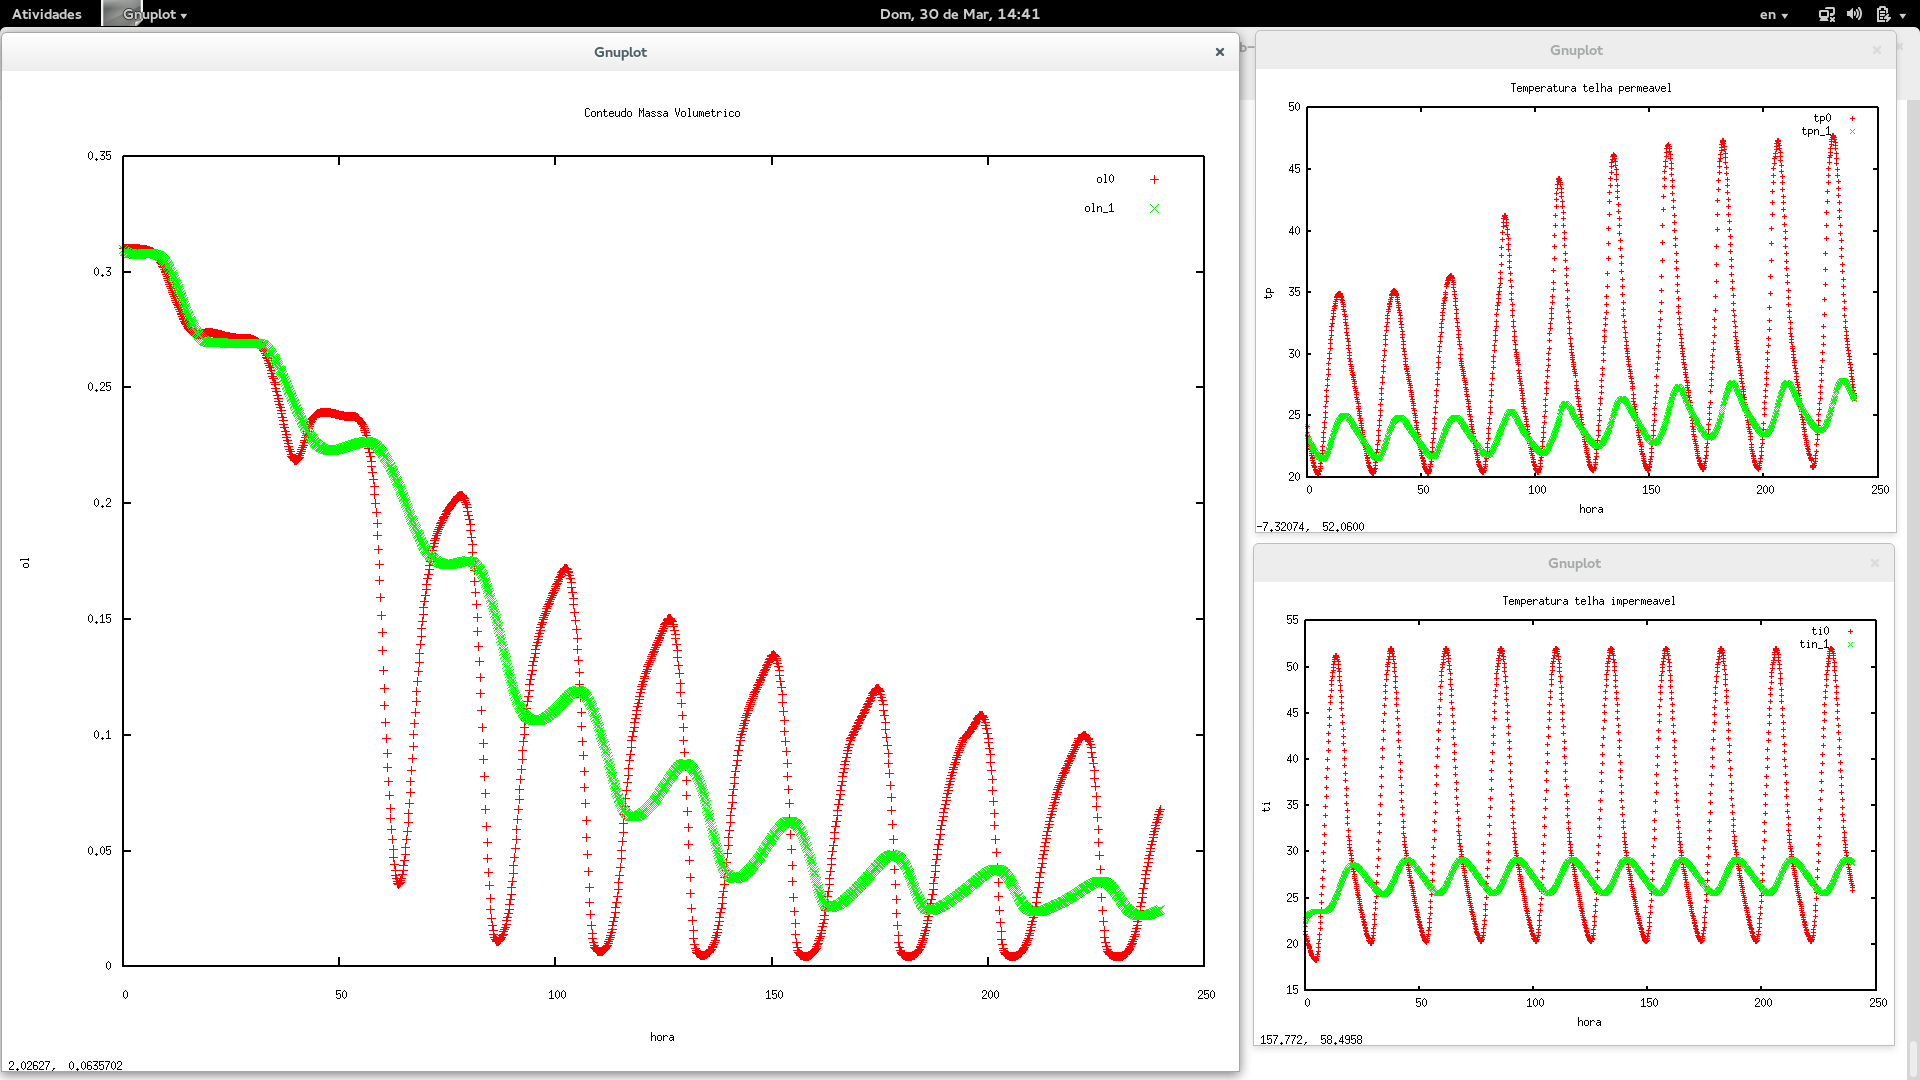 Atividades
Gnuplot
Dom, 30 de Mar, 14:41
en
Gnuplot
Conteudo Massa Volumetrico
ol0
oln_1
0.35
0.3
0.25
0.2
0.15
0.1
0.05
0
ol
0 50 100 150 200 250
hora
2.02627, 0.0635702
b-
Gnuplot
Temperatura telha permeavel
tp0
tpn_1
50
45
40
35
30
25
20
tp
0 50 100 150 200 250
hora
-7.32074, 52.0600
Gnuplot
Temperatura telha impermeavel
ti0
tin_1
55
50
45
40
35
30
25
20
15
ti
0 50 100 150 200 250
hora
157.772, 58.4958